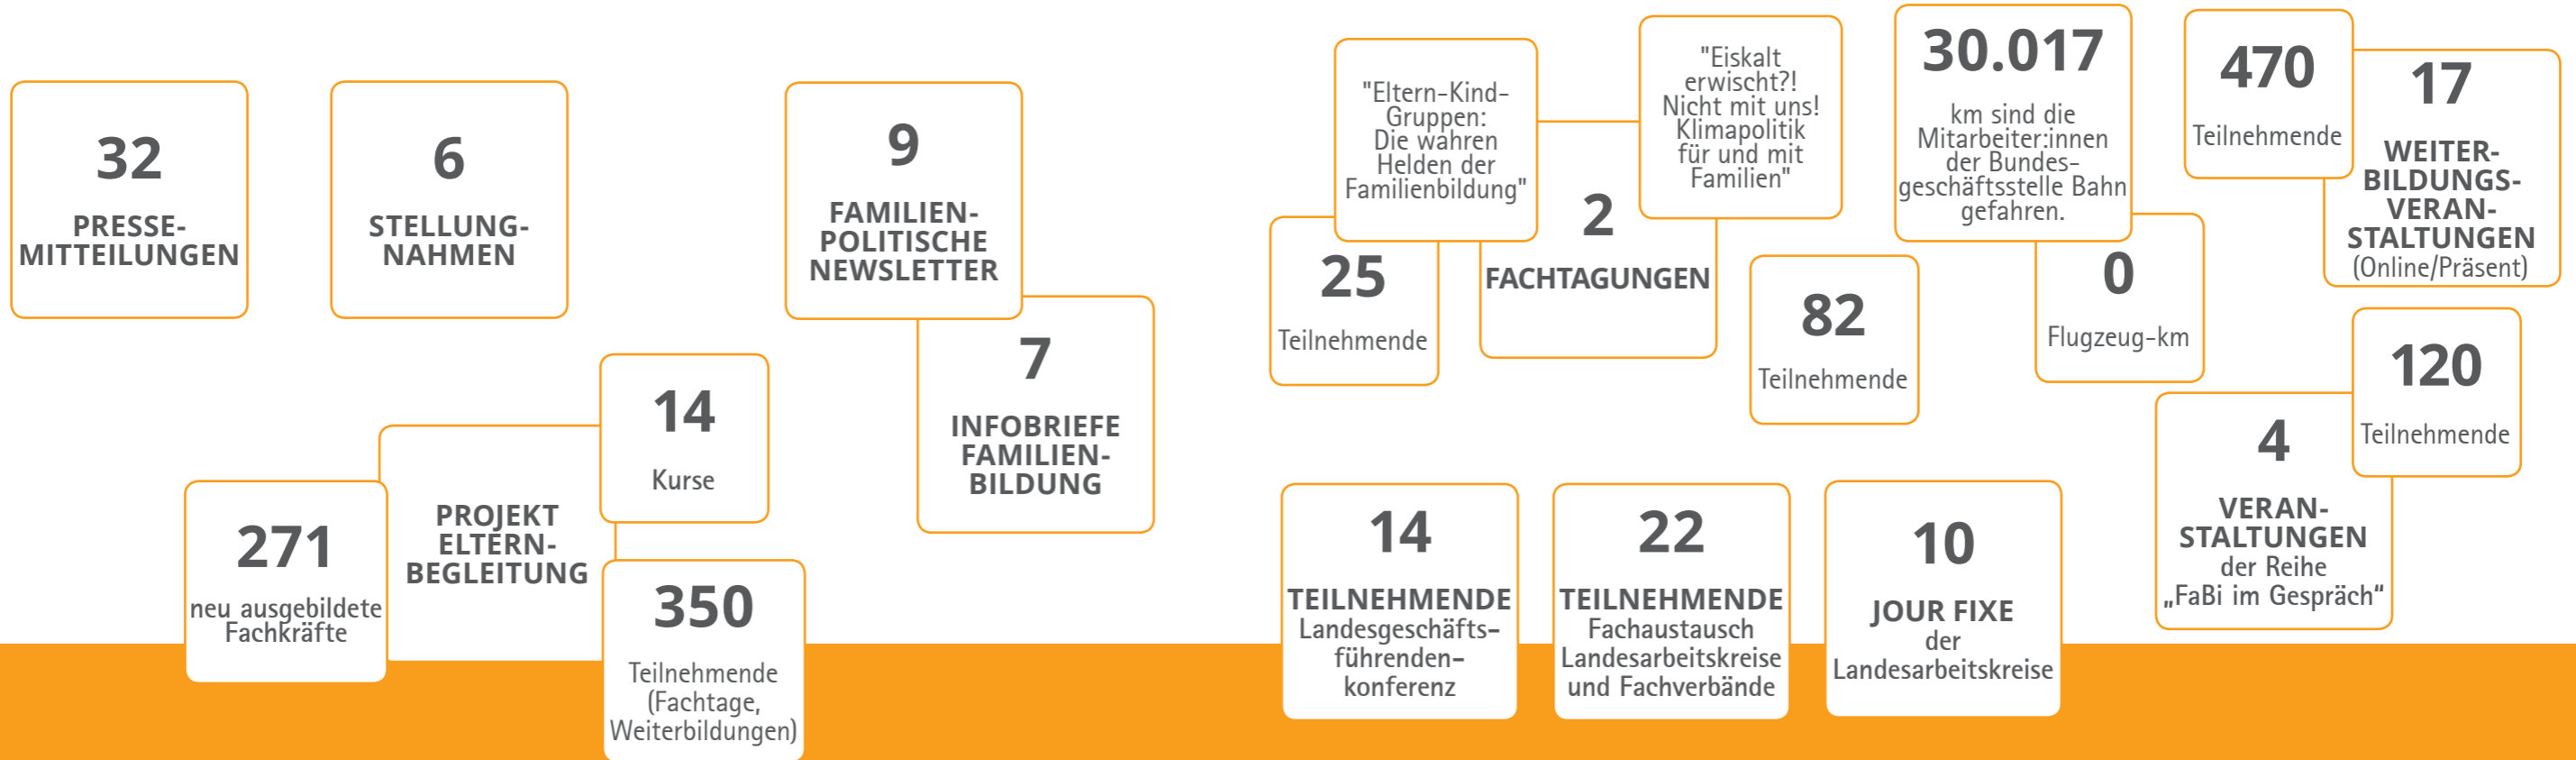 32
PRESSE-
MITTEILUNGEN
6
STELLUNG-
NAHMEN
9
FAMILIEN-
POLITISCHE
NEWSLETTER
7
INFOBRIEFE
FAMILIEN-
BILDUNG
271
neu ausgebildete
Fachkräfte
PROJEKT
ELTERN-
BEGLEITUNG
14
Kurse
350
Teilnehmende
(Fachtage,
Weiterbildungen)
"Eltern-Kind-
Gruppen:
Die wahren
Helden der
Familienbildung"
25
Teilnehmende
2
FACHTAGUNGEN
"Eiskalt
erwischt?!
Nicht mit uns!
Klimapolitik
für und mit
Familien"
82
Teilnehmende
30.017
km sind die
Mitarbeiter:innen
der Bundes-
geschäftsstelle Bahn
gefahren.
0
Flugzeug-km
470
Teilnehmende
17
WEITER-
BILDUNGS-
VERAN-
STALTUNGEN
(Online/Präsent)
120
Teilnehmende
4
VERAN-
STALTUNGEN
der Reihe
„FaBi im Gespräch“
14
TEILNEHMENDE
Landesgeschäfts-
führenden-
konferenz
22
TEILNEHMENDE
Fachaustausch
Landesarbeitskreise
und Fachverbände
10
JOUR FIXE
der
Landesarbeitskreise